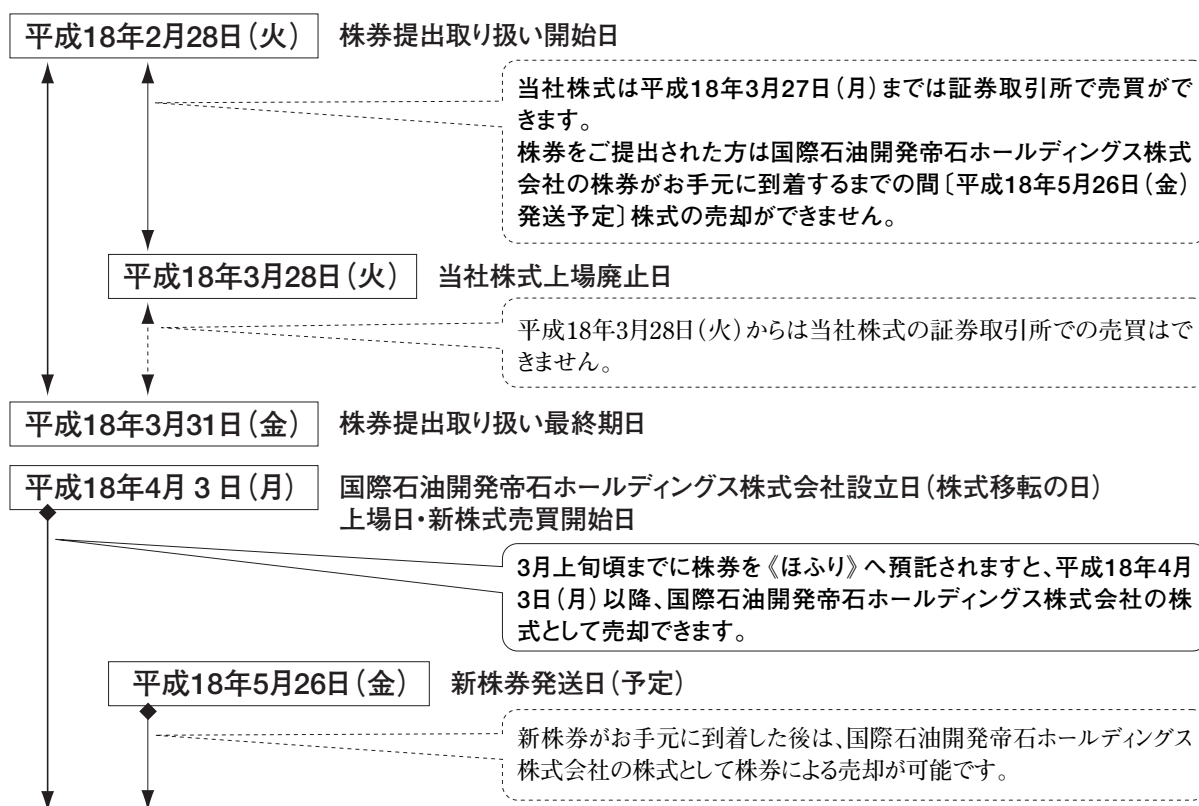 平成18年2月28日(火) 株券提出取り扱い開始日
当社株式は平成18年3月27日(月)までは証券取引所で売買がで
きます。
株券をご提出された方は国際石油開発帝石ホールディングス株式
会社の株券がお手元に到着するまでの間〔平成18年5月26日(金)
発送予定〕株式の売却ができません。
平成18年3月28日(火) 当社株式上場廃止日
平成18年3月28日(火)からは当社株式の証券取引所での売買はで
きません。
平成18年3月31日(金) 株券提出取り扱い最終期日
平成18年4月 3 日(月) 国際石油開発帝石ホールディングス株式会社設立日(株式移転の日)
上場日・新株式売買開始日
3月上旬頃までに株券を《ほふり》へ預託されますと、平成18年4月
3日(月)以降、国際石油開発帝石ホールディングス株式会社の株
式として売却できます。
平成18年5月26日(金) 新株券発送日(予定)
新株券がお手元に到着した後は、国際石油開発帝石ホールディングス
株式会社の株式として株券による売却が可能です。